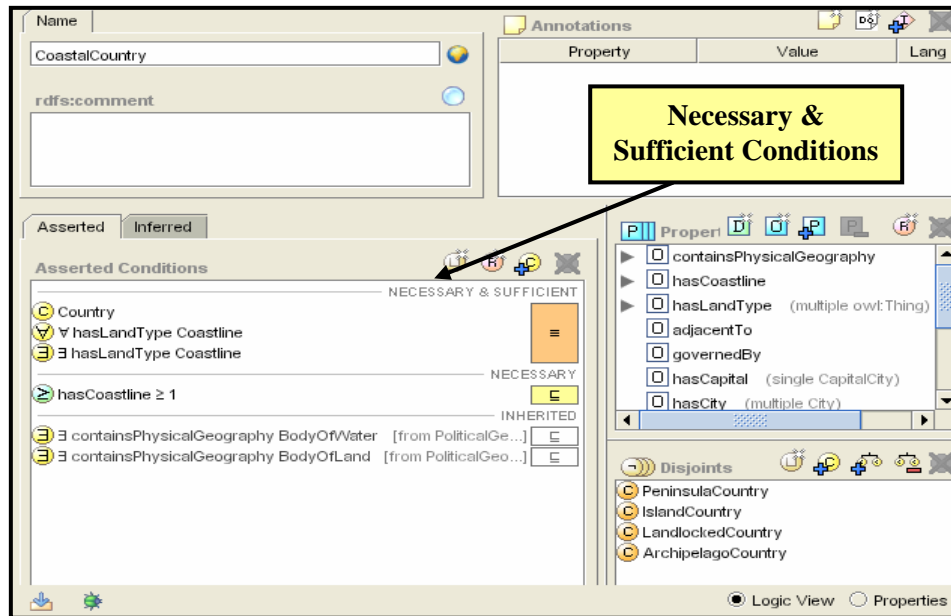 Name
CoastalCountry
rdfs:comment
Annotations
Property Value Lang
Necessary &
Sufficient Conditions
Asserted Inferred
Asserted Conditions
NECESSARY & SUFFICIENT
Country
∀ hasLandType Coastline
∃ hasLandType Coastline
≡
NECESSARY
hasCoastline ≥ 1
⊑
INHERITED
∃ containsPhysicalGeography BodyOfWater [from PoliticalGe...] ⊑
∃ containsPhysicalGeography BodyOfLand [from PoliticalGeo...] ⊑
Propert
containsPhysicalGeography
hasCoastline
hasLandType (multiple owl:Thing)
adjacentTo
governedBy
hasCapital (single CapitalCity)
hasCity (multiple City)
Disjoints
PeninsulaCountry
IslandCountry
LandlockedCountry
ArchipelagoCountry
Logic View Properties